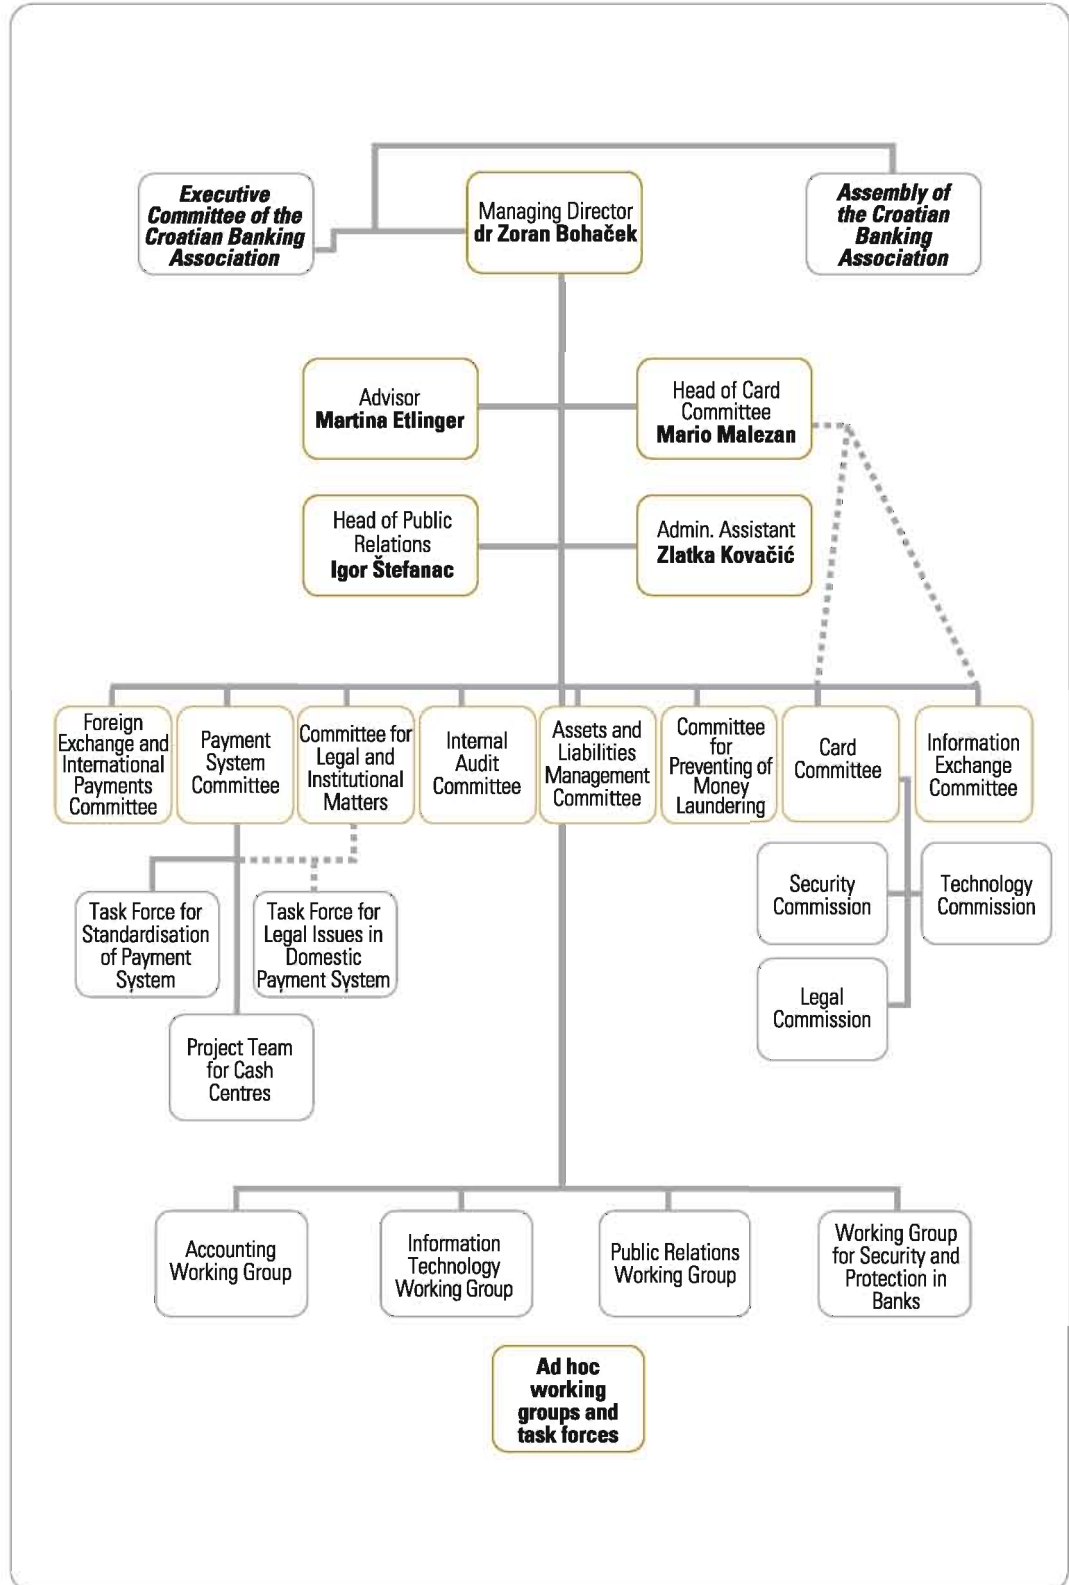 Executive
Committee of the
Croatian Banking
Association
Managing Director
dr Zoran Bohaček
Assembly of
the Croatian
Banking
Association
Advisor
Martina Etlinger
Head of Card
Committee
Mario Malezan
Head of Public
Relations
Igor Štefanac
Admin. Assistant
Zlatka Kovačić
Foreign
Exchange and
International
Payments
Committee
Payment
System
Committee
Committee for
Legal and
Institutional
Matters
Internal
Audit
Committee
Assets and
Liabilities
Management
Committee
Committee
for
Preventing of
Money
Laundering
Card
Committee
Information
Exchange
Committee
Security
Commission
Technology
Commission
Task Force for
Standardisation
of Payment
System
Task Force for
Legal Issues in
Domestic
Payment System
Legal
Commission
Project Team
for Cash
Centres
Accounting
Working Group
Information
Technology
Working Group
Public Relations
Working Group
Working Group
for Security and
Protection in
Banks
Ad hoc
working
groups and
task forces